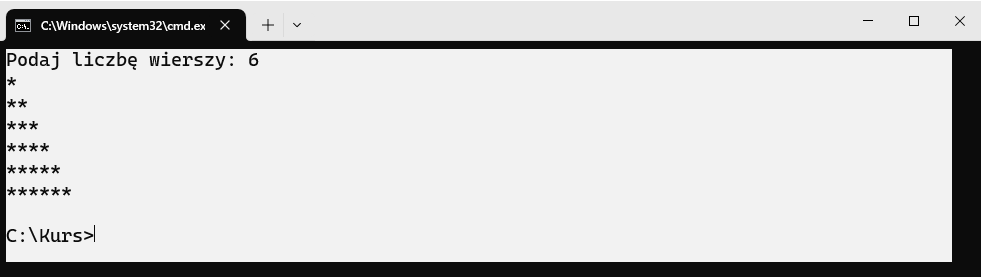 C:\Windows\system32\cmd.ex
Podaj liczbę wierszy: 6
*
**
***
****
*****
******
C:\Kurs>